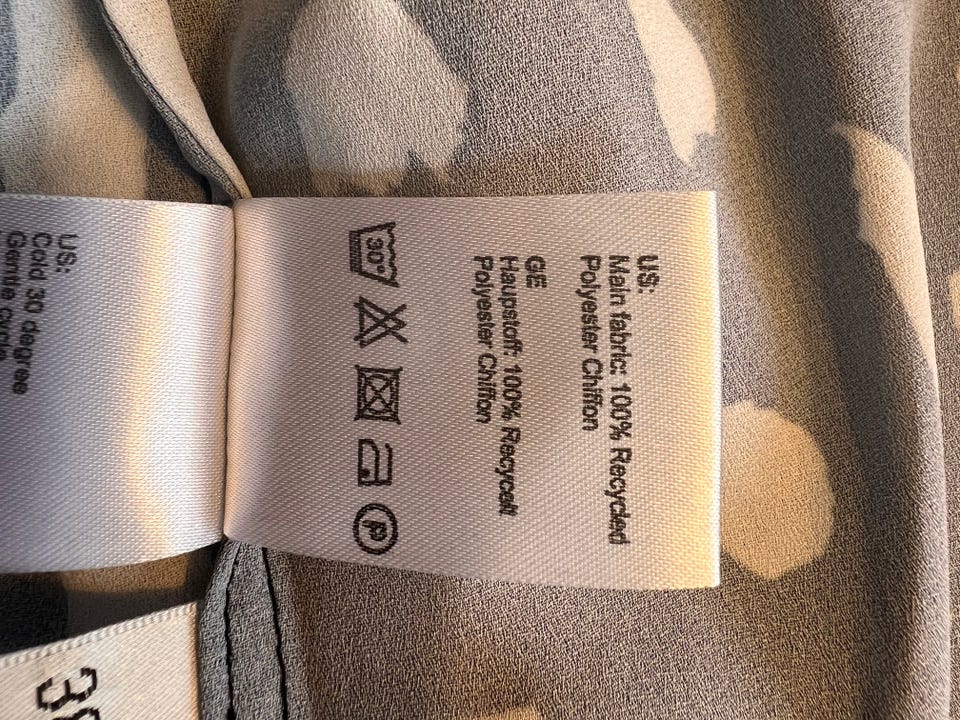 US:
Main fabric: 100% Recycled
Polyester Chiffon
GE
Haupstoff: 100% Recycelt
Polyester Chiffon
30° P
US:
Cold 30 degree
Gentle cycle